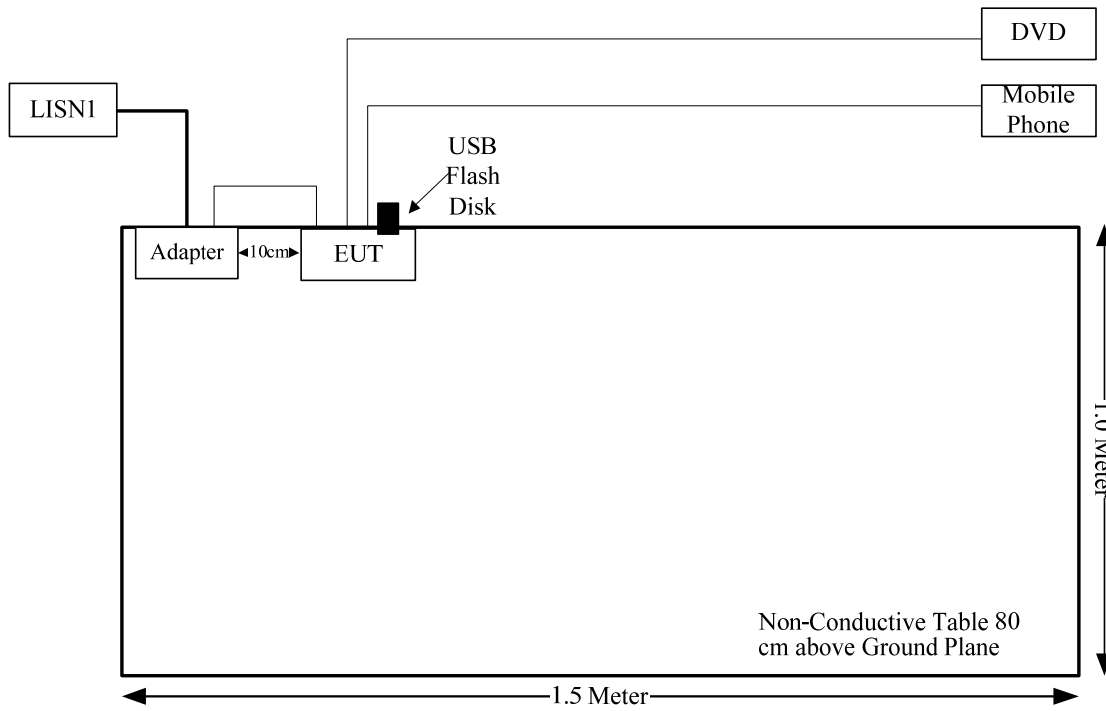 DVD
LISN1
Mobile
Phone
USB
Flash
Disk
Adapter
10cm
EUT
1.0 Meter
Non-Conductive Table 80
cm above Ground Plane
1.5 Meter